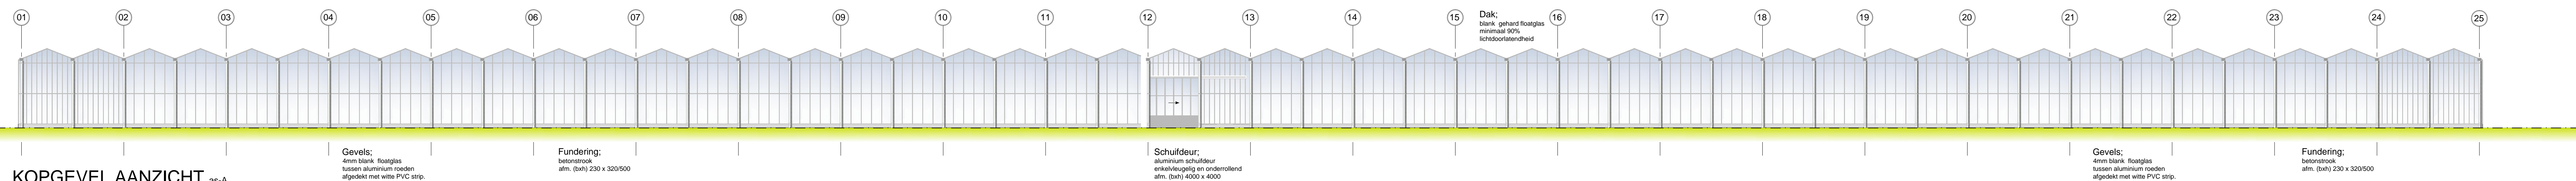 01 02 03 04 05 06 07 08 09 10 11 12 13 14 15 16 17 18 19 20 21 22 23 24 25
Dak;
blank gehard floatglas
minimaal 90%
lichtdoorlatendheid
Gevels;
4mm blank floatglas
tussen aluminium roeden
afgedekt met witte PVC strip.
Fundering;
betonstrook
afm. (bxh) 230 x 320/500
Schuifdeur;
aluminium schuifdeur
enkelvleugelig en onderrollend
afm. (bxh) 4000 x 4000
Gevels;
4mm blank floatglas
tussen aluminium roeden
afgedekt met witte PVC strip.
Fundering;
betonstrook
afm. (bxh) 230 x 320/500
KOPGEVEL AANZICHT as-A